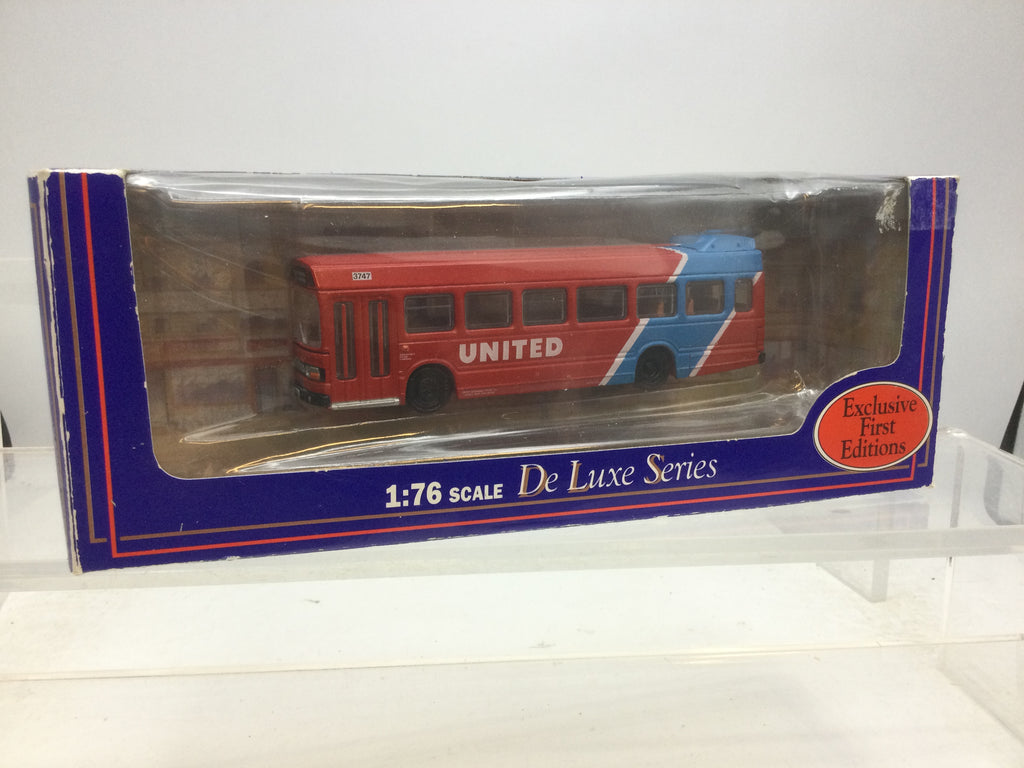 3747
UNITED
1:76 SCALE De Luxe Series
Exclusive
First
Editions